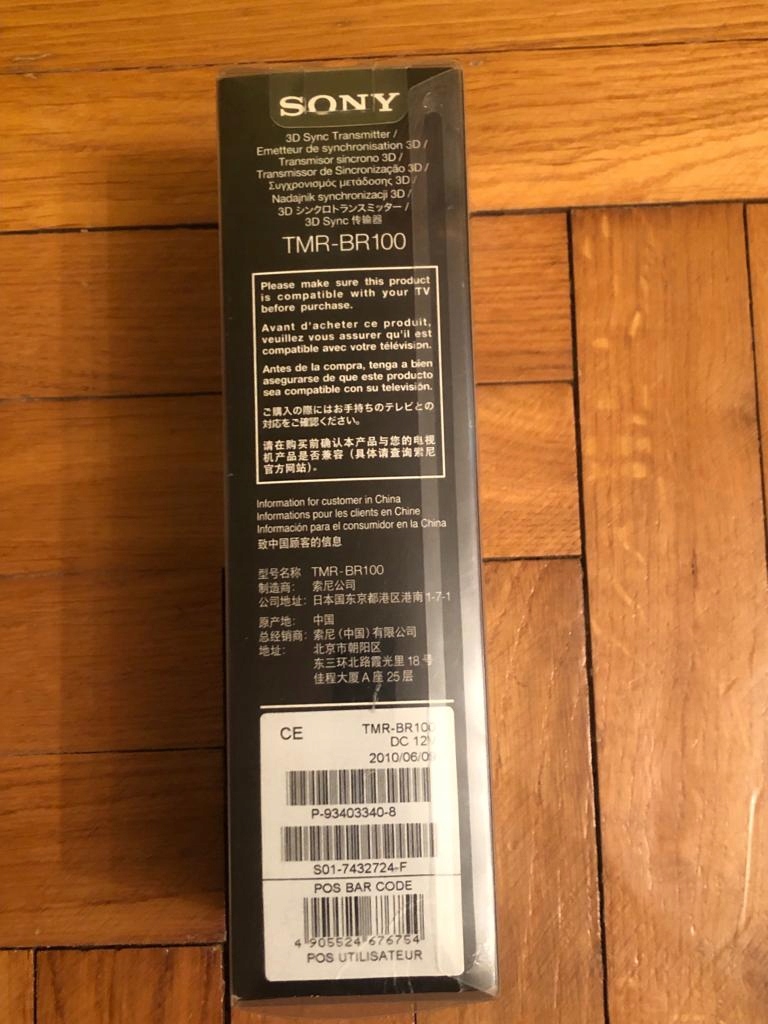 SONY
3D Sync Transmitter /
Emetteur de synchronisation 3D /
Transmisor sincrono 3D /
Transmissor de Sincronização 3D /
Συγχρονισμός μετάδοσης 3D /
Nadajnik synchronizacji 3D /
3D シンクロトランスミッター /
3D Sync 传输器
TMR-BR100
Please make sure this product
is compatible with your TV
before purchase.
Avant d'acheter ce produit,
veuillez vous assurer qu'il est
compatible avec votre télévision.
Antes de la compra, tenga a bien
asegurarse de que este producto
sea compatible con su televisión.
ご購入の際にはお手持ちのテレビとの
対応をご確認ください。
请在购买前确认本产品与您的电视
机产品是否兼容（具体请查询索尼
官方网站）。
Information for customer in China
Informations pour les clients en Chine
Información para el consumidor en la China
致中国顾客的信息
型号名称 TMR-BR100
制造商： 索尼公司
公司地址： 日本国东京都港区港南 1-7-1
原产地： 中国
总经销商： 索尼（中国）有限公司
地址： 北京市朝阳区
东三环北路霞光里 18 号
佳程大厦 A 座 25 层
CE TMR-BR100
DC 12V
2010/06/09
P-93403340-8
S01-7432724-F
POS BAR CODE
4 905524 676754
POS UTILISATEUR